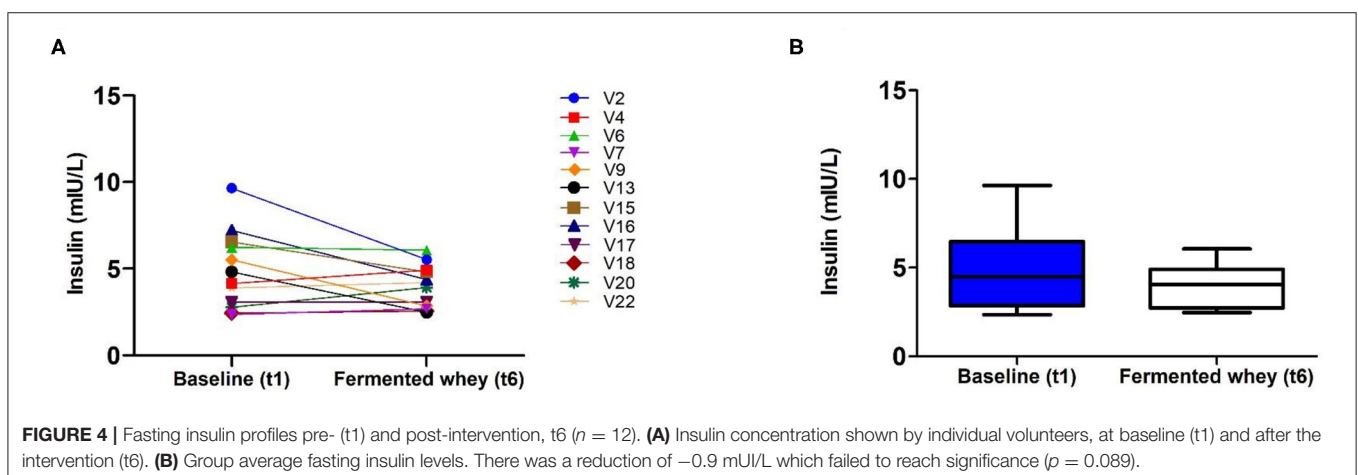 A
Insulin (mIU/L)
15
10
5
0
Baseline (t1) Fermented whey (t6)
V2
V4
V6
V7
V9
V13
V15
V16
V17
V18
V20
V22
B
Insulin (mIU/L)
15
10
5
0
Baseline (t1) Fermented whey (t6)
FIGURE 4 | Fasting insulin profiles pre- (t1) and post-intervention, t6 (n = 12). (A) Insulin concentration shown by individual volunteers, at baseline (t1) and after the
intervention (t6). (B) Group average fasting insulin levels. There was a reduction of −0.9 mUI/L which failed to reach significance (p = 0.089).